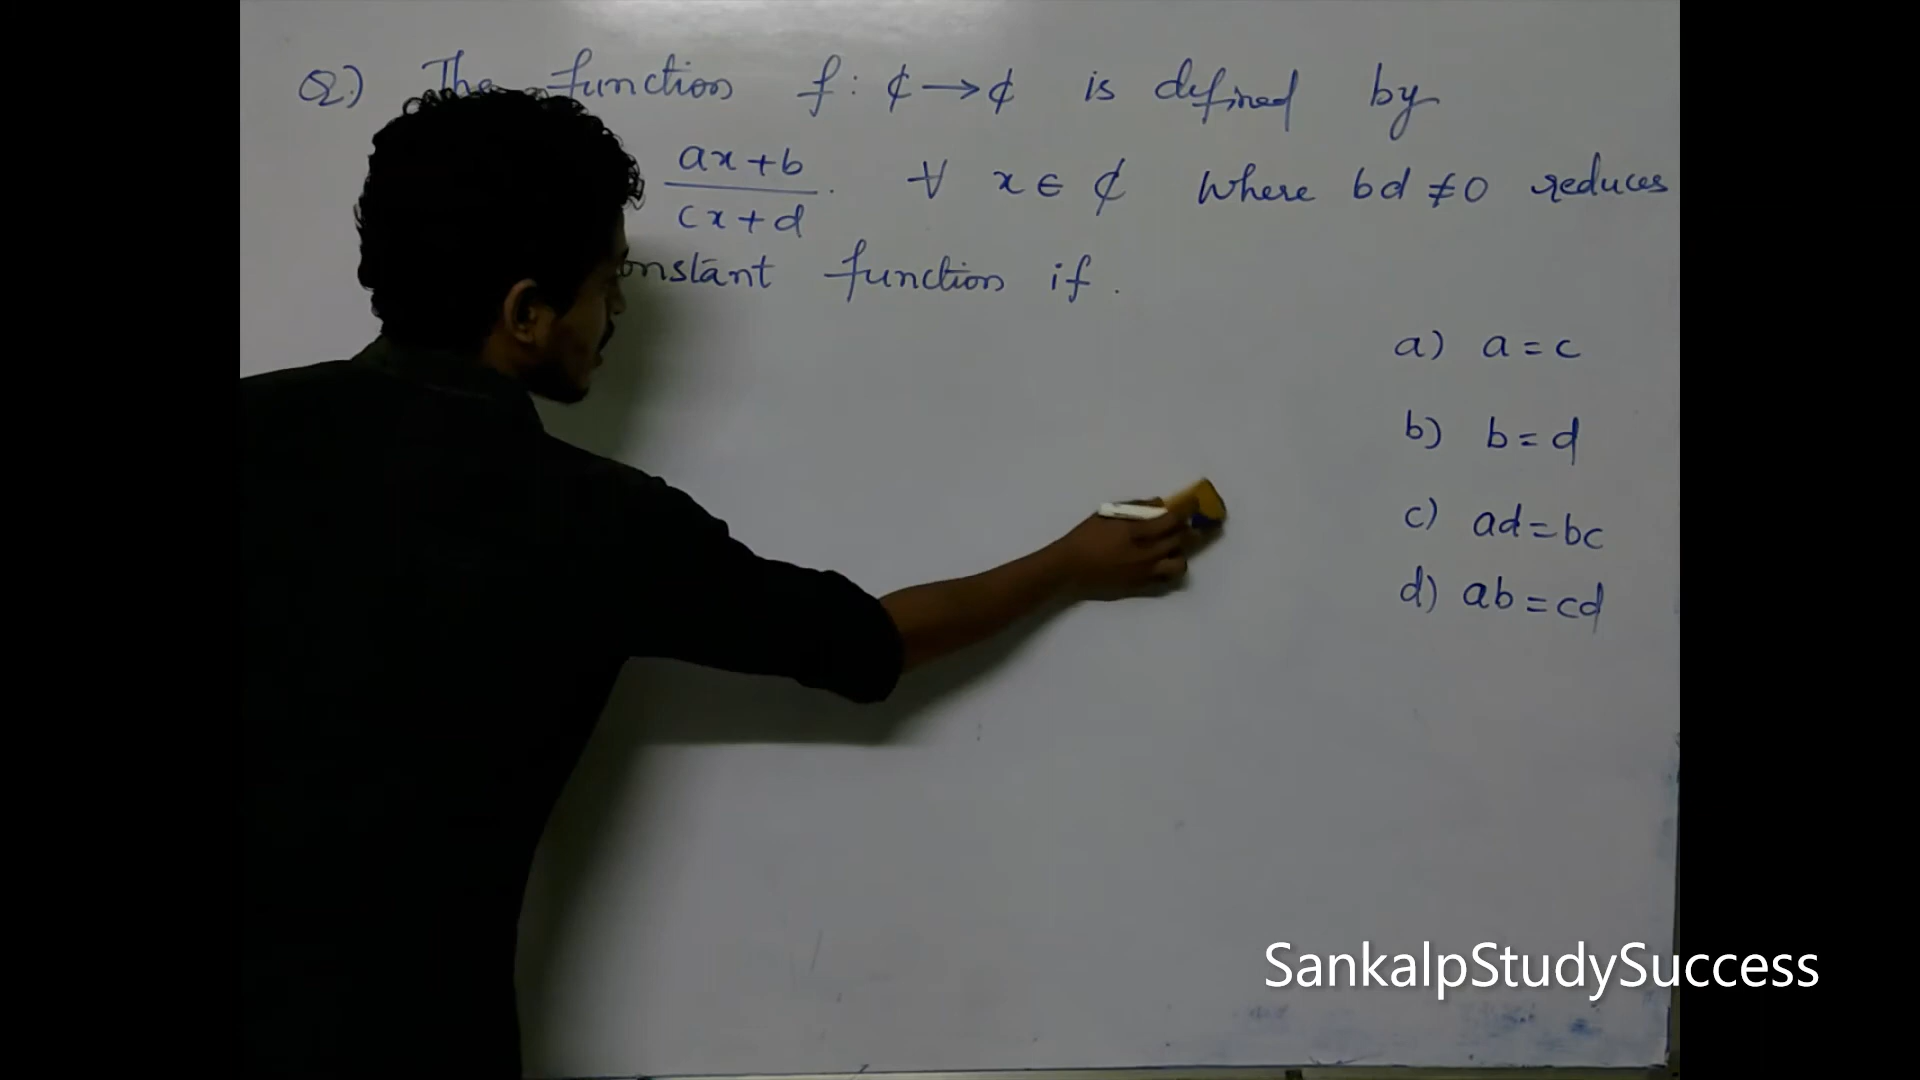 Q.) The function f: ¢→¢ is defined by
ax+b / cx+d . ∀ x ∈ ¢ where bd ≠0 reduces
onstant function if .
a) a = c
b) b = d
c) ad = bc
d) ab = cd
SankalpStudySuccess